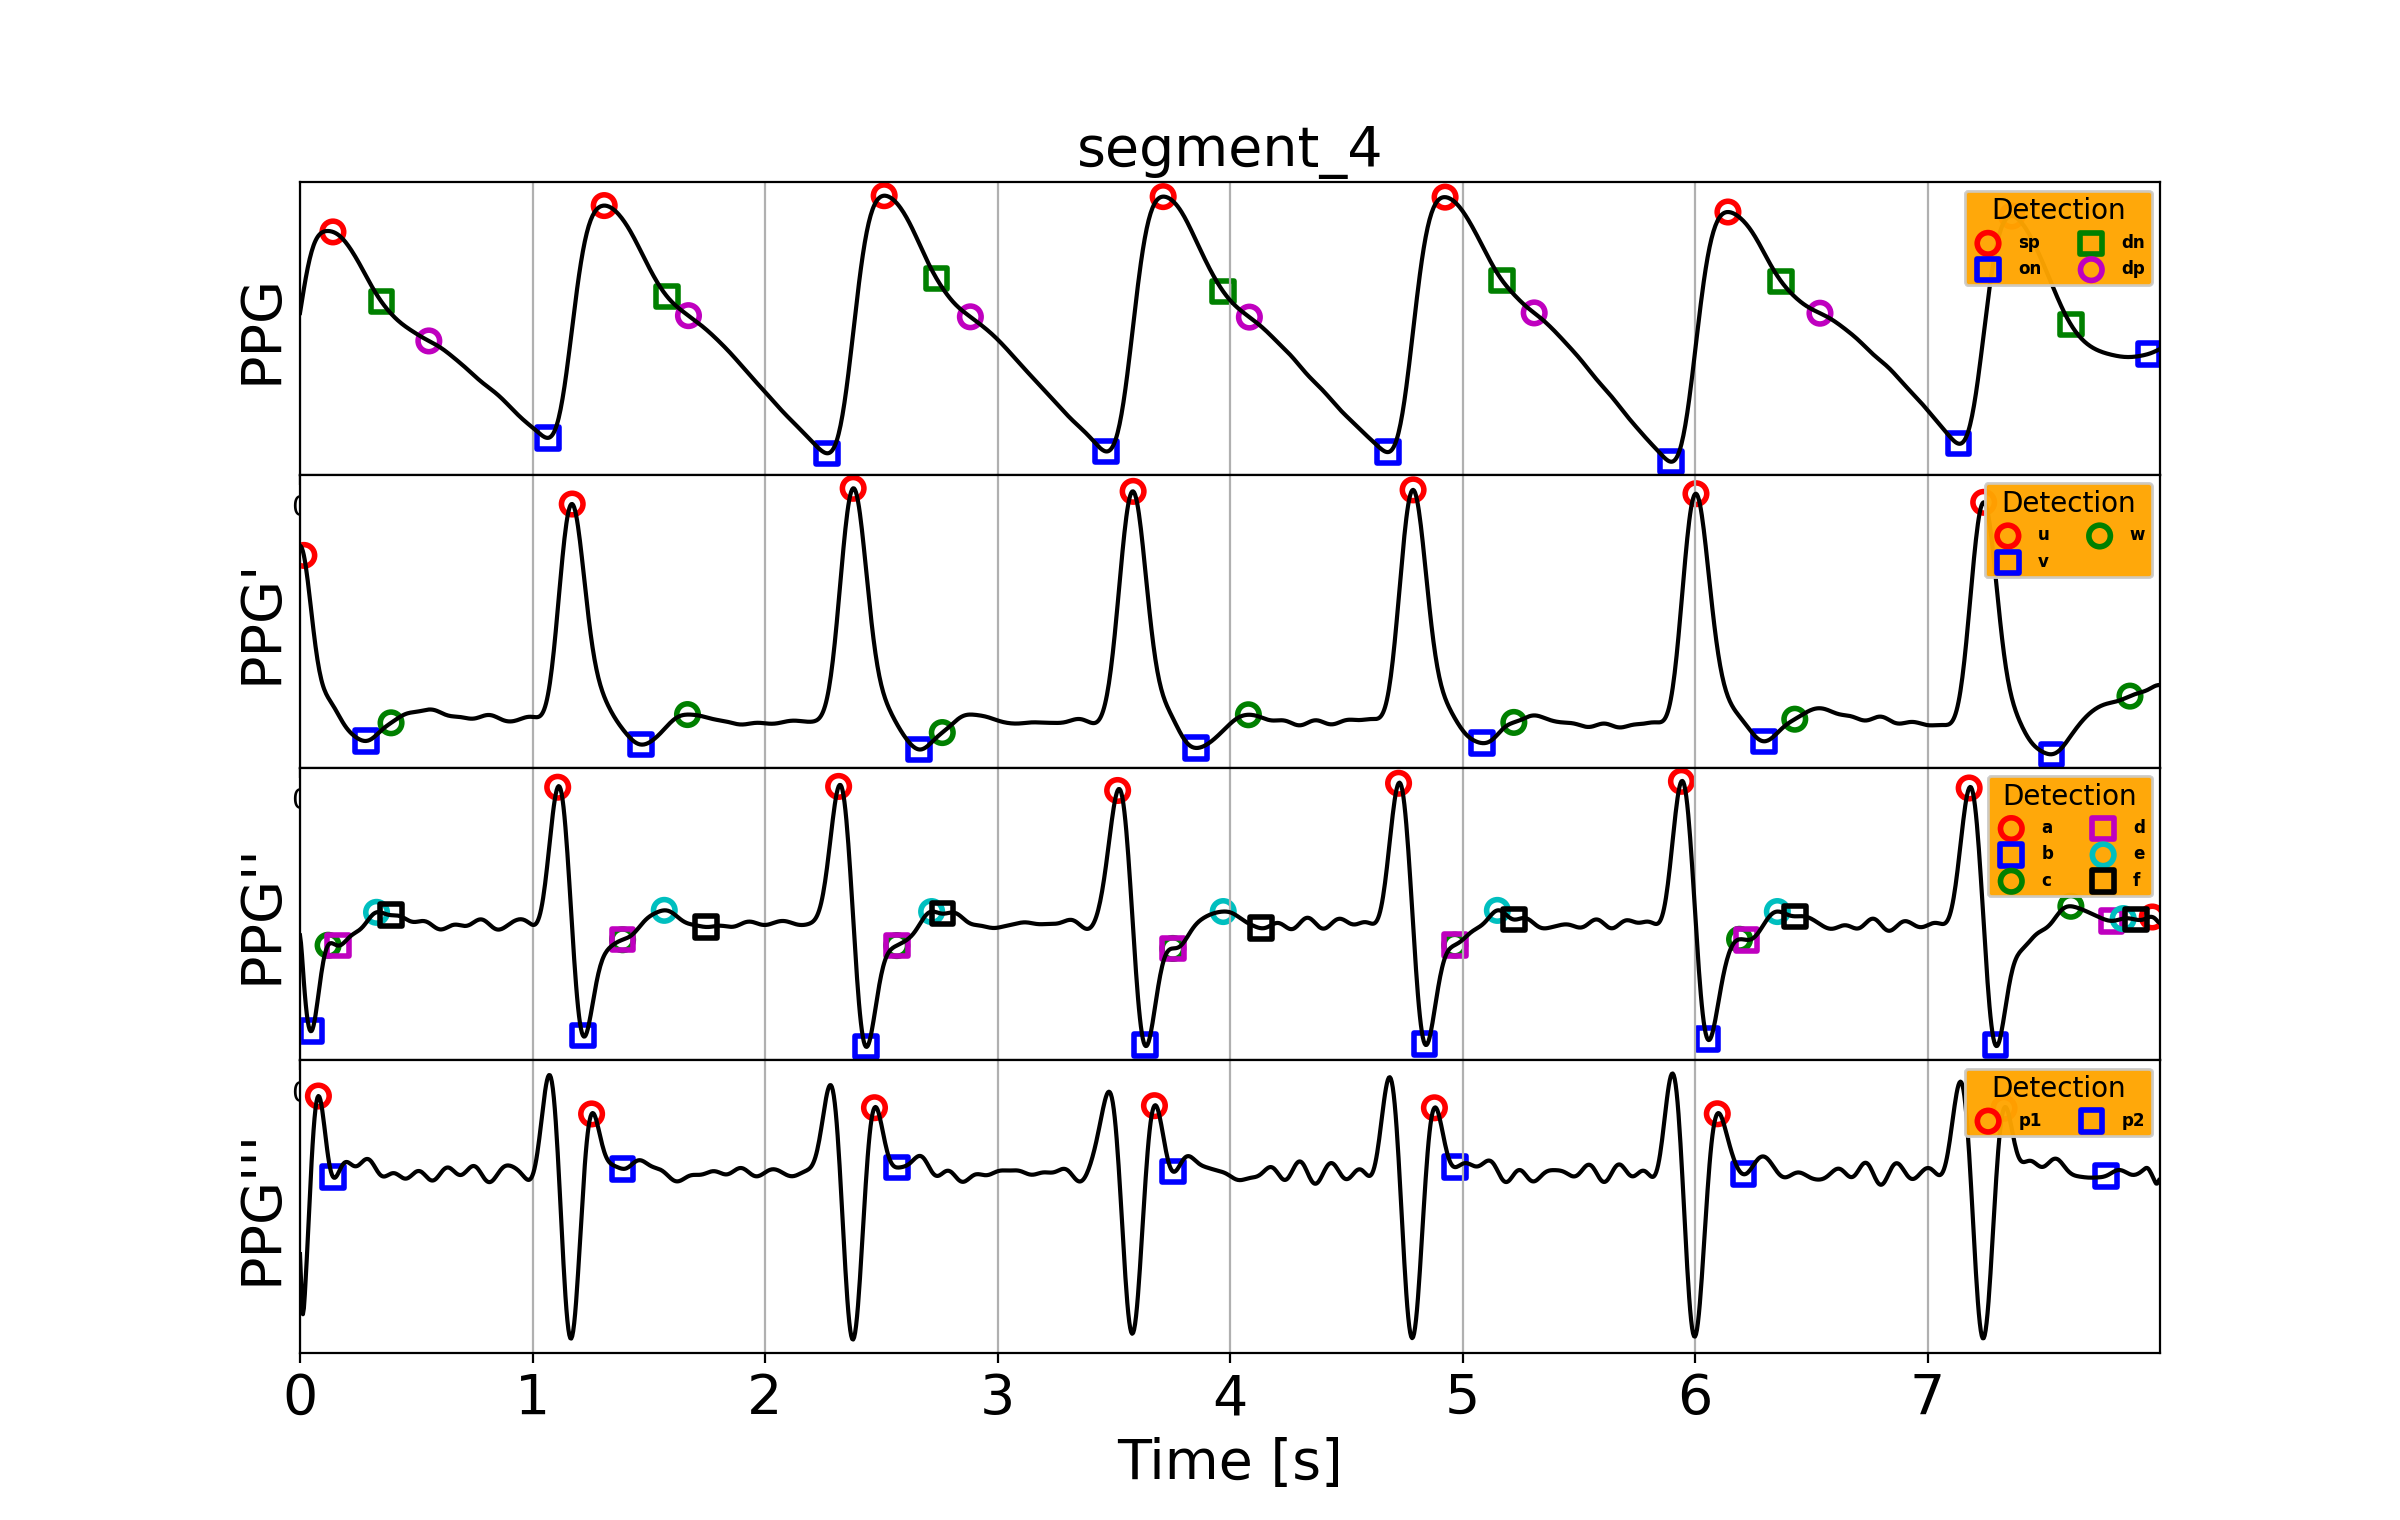 segment_4
PPG
Detection
sp dn
on dp
PPG'
Detection
u w
v
PPG''
Detection
a d
b e
c f
PPG'''
Detection
p1 p2
0 1 2 3 4 5 6 7
Time [s]